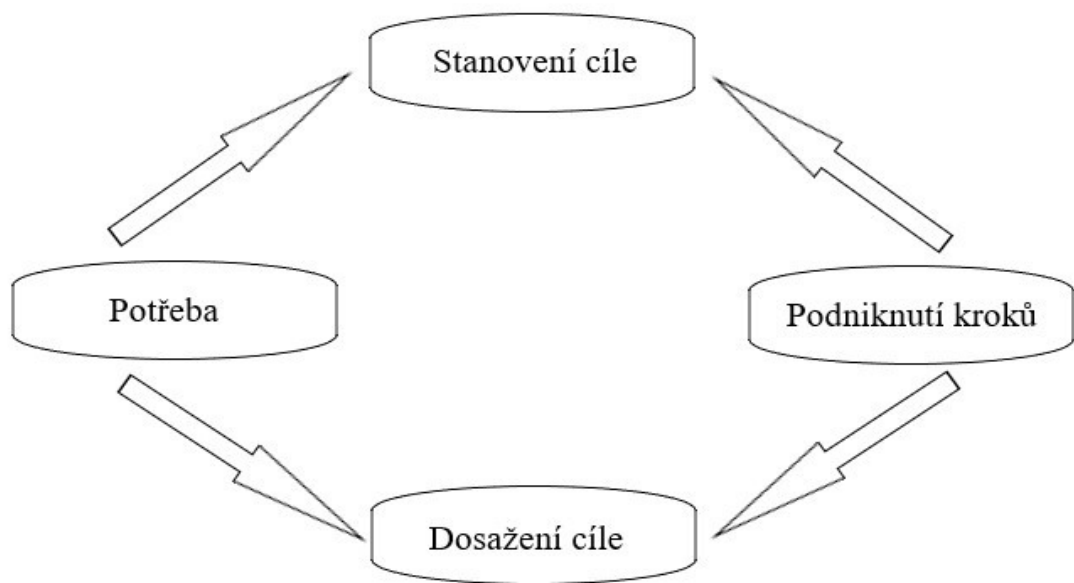 Stanovení cíle
Potřeba
Podniknutí kroků
Dosažení cíle